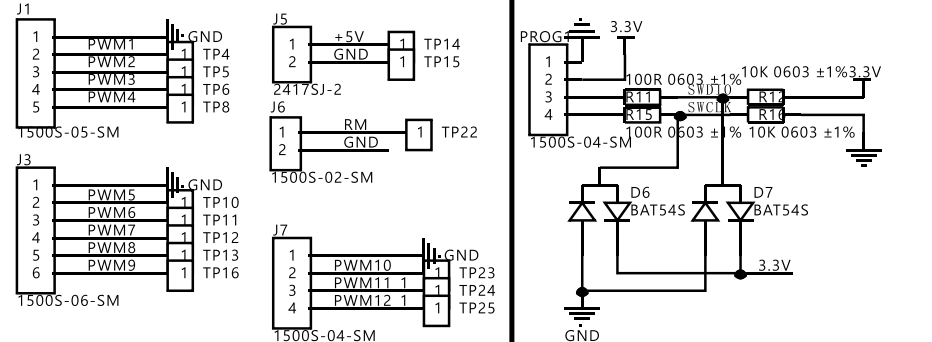 J1
1
GND
PWM1
2
1
TP4
PWM2
3
1
TP5
PWM3
4
1
TP6
PWM4
5
1
TP8
1500S-05-SM
J3
1
GND
PWM5
2
1
TP10
PWM6
3
1
TP11
PWM7
4
1
TP12
PWM8
5
1
TP13
PWM9
6
1
TP16
1500S-06-SM
J5
1
+5V
1
TP14
2
GND
1
TP15
2417SJ-2
J6
1
RM
1
TP22
2
GND
1500S-02-SM
J7
1
GND
2
PWM10
1
TP23
3
PWM11 1
1
TP24
4
PWM12 1
1
TP25
1500S-04-SM
PROG1
3.3V
1
2
3
4
1500S-04-SM
100R 0603 ±1%
10K 0603 ±1%
3.3V
R11
SWDIO
R12
SWCLK
R15
R16
100R 0603 ±1%
10K 0603 ±1%
D6
BAT54S
D7
BAT54S
3.3V
GND